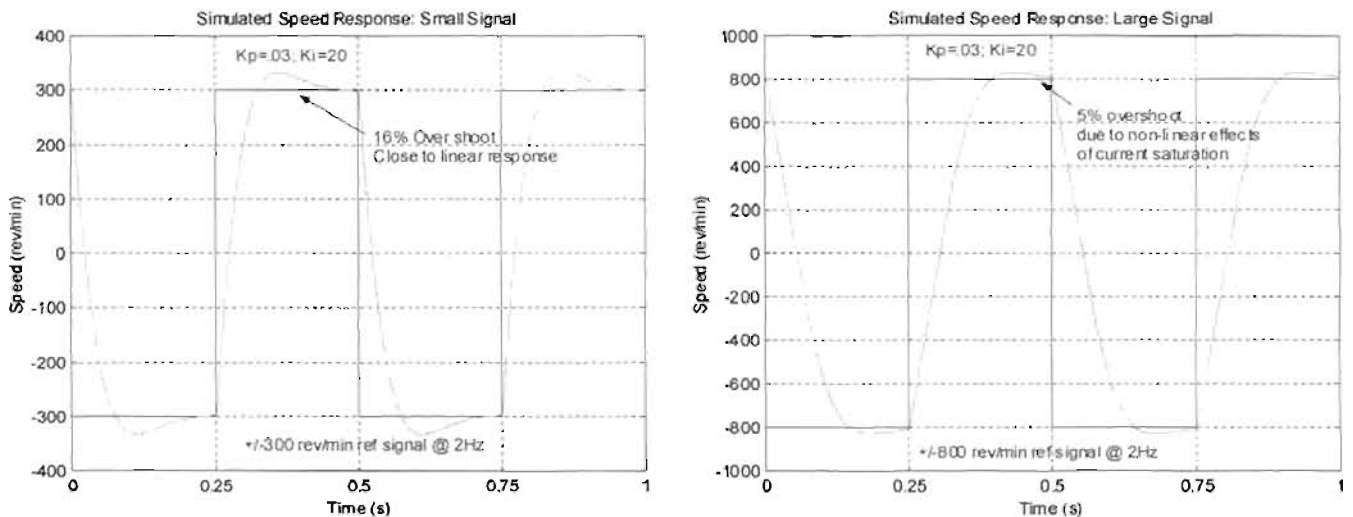 Simulated Speed Response: Small Signal
400
300
200
100
0
-100
-200
-300
-400
Speed (rev/min)
Kp=.03; Ki=20
16% Over shoot
Close to linear response
+/-300 rev/min ref signal @ 2Hz
0
0.25
0.5
0.75
1
Time (s)
Simulated Speed Response: Large Signal
1000
800
600
400
200
0
-200
-400
-600
-800
-1000
Speed (rev/min)
Kp=.03; Ki=20
5% overshoot
due to non-linear effects
of current saturation
+/-800 rev/min ref signal @ 2Hz
0
0.25
0.5
0.75
1
Time (s)